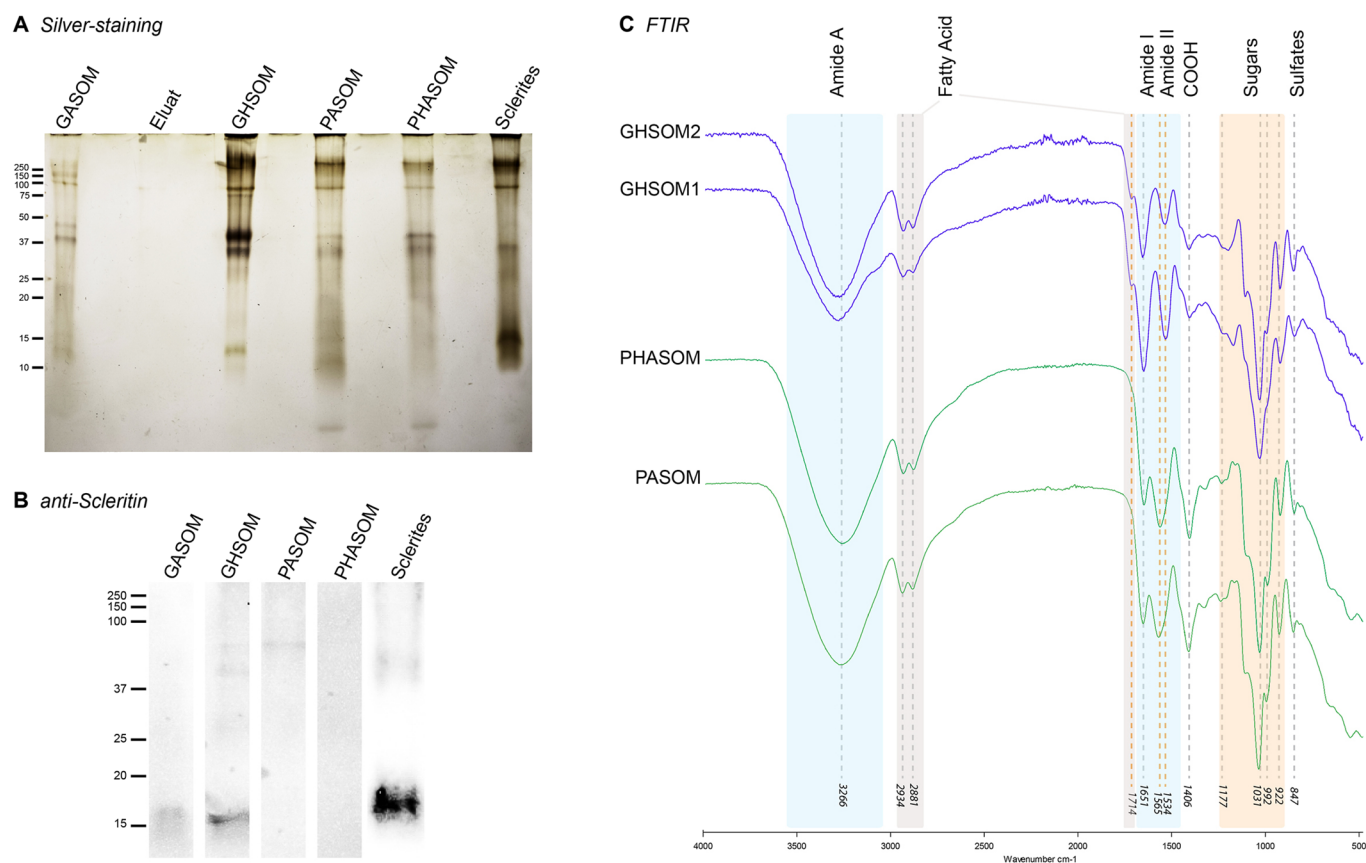 A Silver-staining
GASOM
Eluat
GHSOM
PASOM
PHASOM
Sclerites
250
150
100
75
50
37
25
20
15
10
B anti-Scleritin
GASOM
GHSOM
PASOM
PHASOM
Sclerites
250
150
100
37
25
20
15
C FTIR
Amide A
Fatty Acid
Amide I
Amide II
COOH
Sugars
Sulfates
GHSOM2
GHSOM1
PHASOM
PASOM
3266
2934
2881
1714
1651
1565
1534
1406
1177
1031
992
922
847
4000
3500
3000
2500
2000
1500
1000
500
Wavenumber cm-1